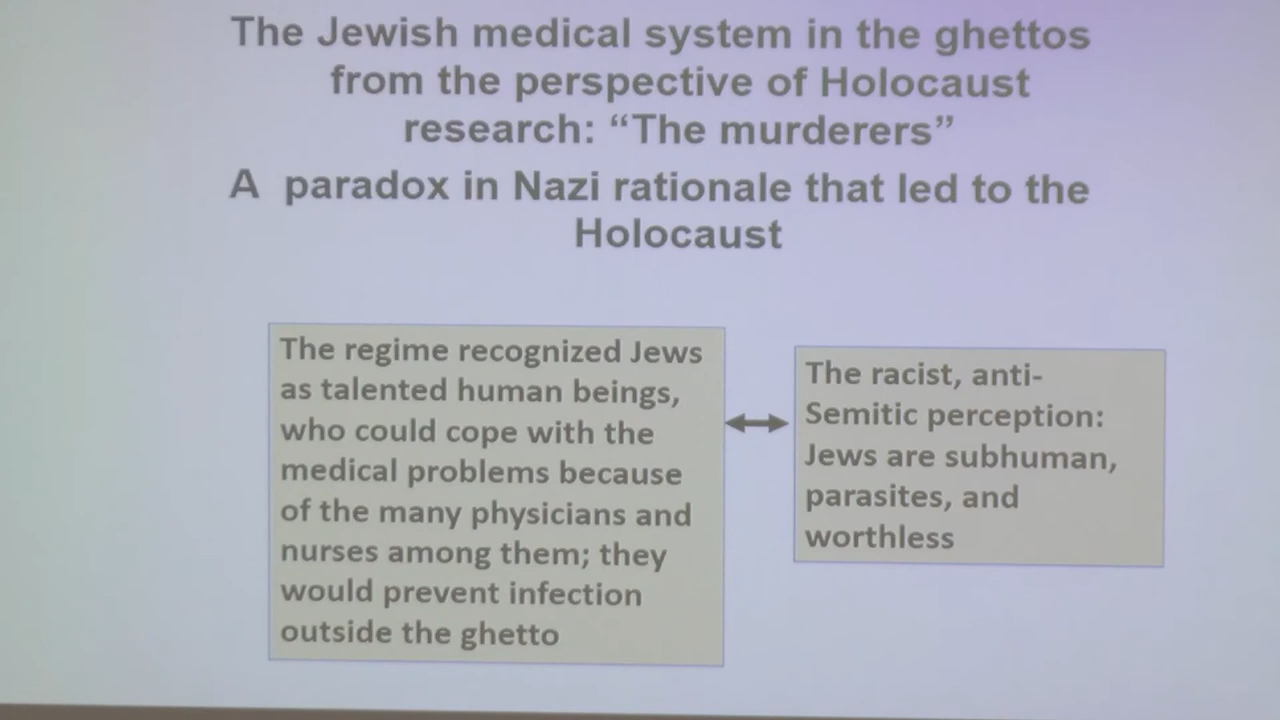 The Jewish medical system in the ghettos
from the perspective of Holocaust
research: “The murderers”
A paradox in Nazi rationale that led to the
Holocaust
The regime recognized Jews
as talented human beings,
who could cope with the
medical problems because
of the many physicians and
nurses among them; they
would prevent infection
outside the ghetto
The racist, anti-
Semitic perception:
Jews are subhuman,
parasites, and
worthless